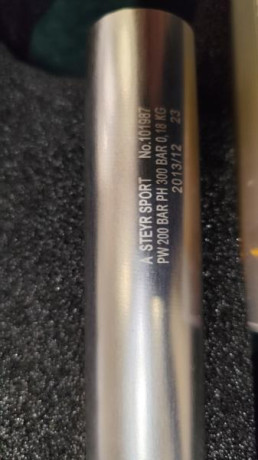 A STEYR SPORT No.101987
PW 200 BAR PH 300 BAR 0,18 KG
2013/12 23